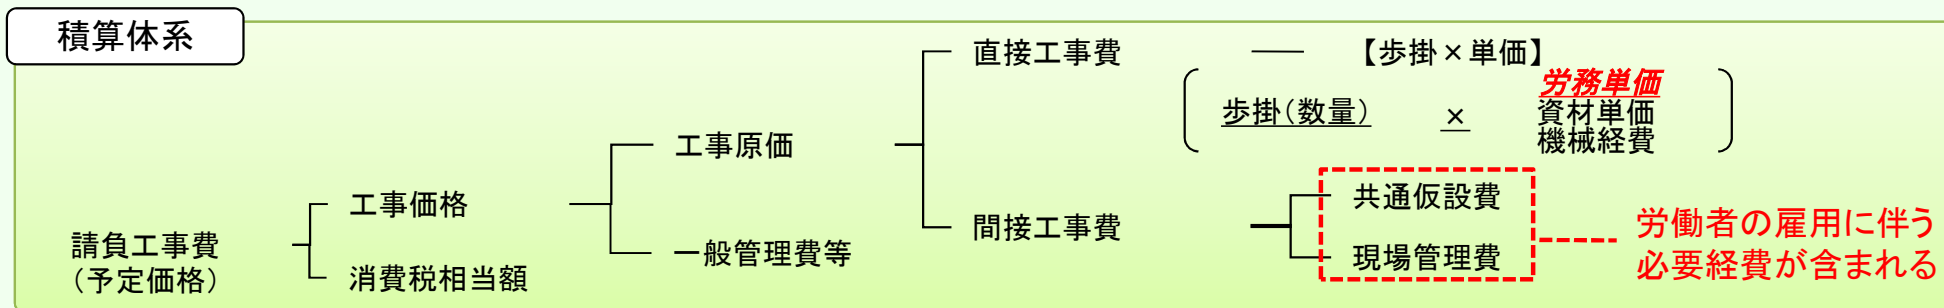 積算体系
請負工事費
(予定価格)
工事価格
消費税相当額
工事原価
一般管理費等
直接工事費
間接工事費
【歩掛×単価】
歩掛(数量) × 労務単価
資材単価
機械経費
共通仮設費
現場管理費
労働者の雇用に伴う
必要経費が含まれる